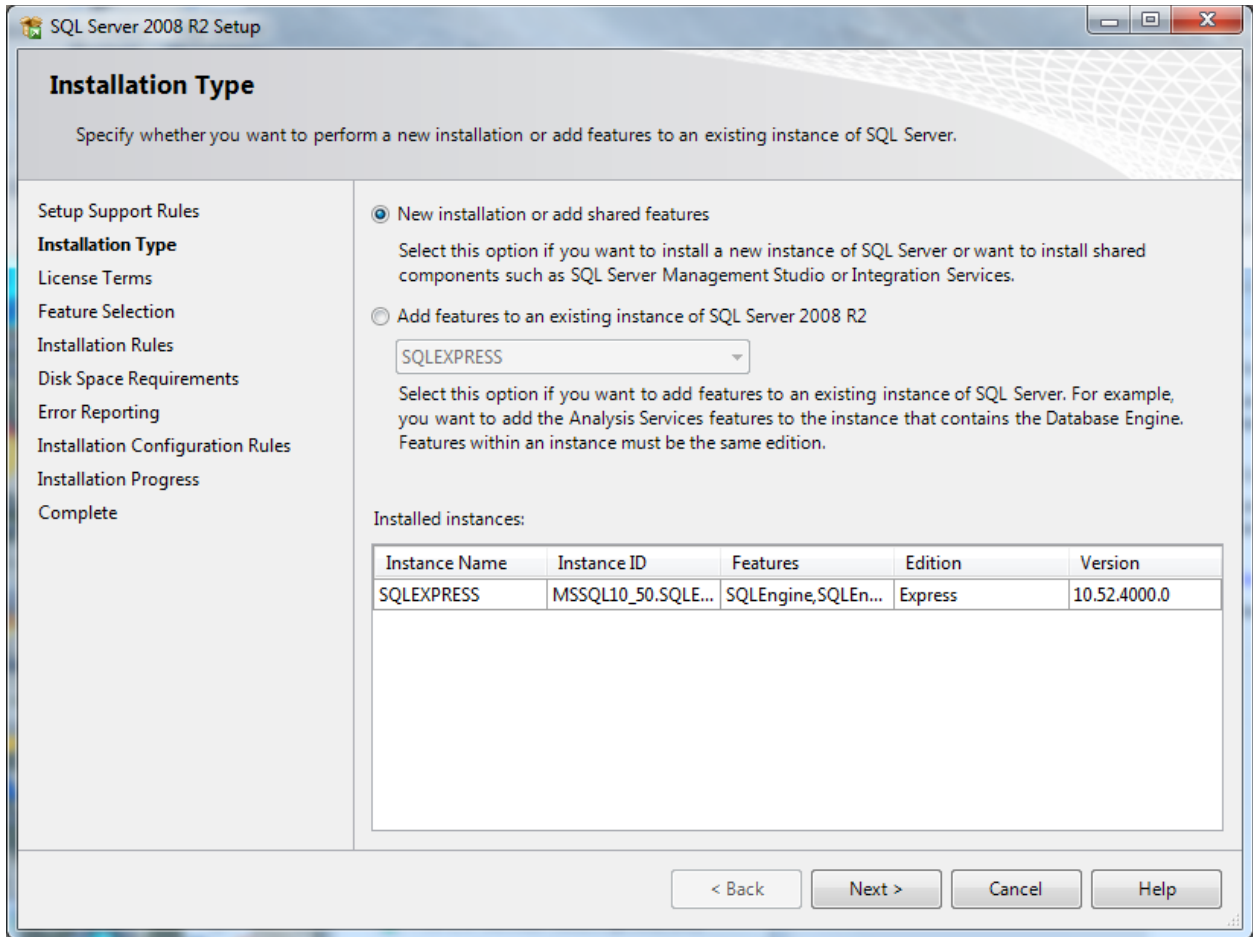 SQL Server 2008 R2 Setup
Installation Type
Specify whether you want to perform a new installation or add features to an existing instance of SQL Server.
Setup Support Rules
Installation Type
License Terms
Feature Selection
Installation Rules
Disk Space Requirements
Error Reporting
Installation Configuration Rules
Installation Progress
Complete
New installation or add shared features
Select this option if you want to install a new instance of SQL Server or want to install shared
components such as SQL Server Management Studio or Integration Services.
Add features to an existing instance of SQL Server 2008 R2
SQLEXPRESS
Select this option if you want to add features to an existing instance of SQL Server. For example,
you want to add the Analysis Services features to the instance that contains the Database Engine.
Features within an instance must be the same edition.
Installed instances:
Instance Name Instance ID Features Edition Version
SQLEXPRESS MSSQL10_50.SQLE... SQLEngine,SQLEn... Express 10.52.4000.0
< Back Next > Cancel Help